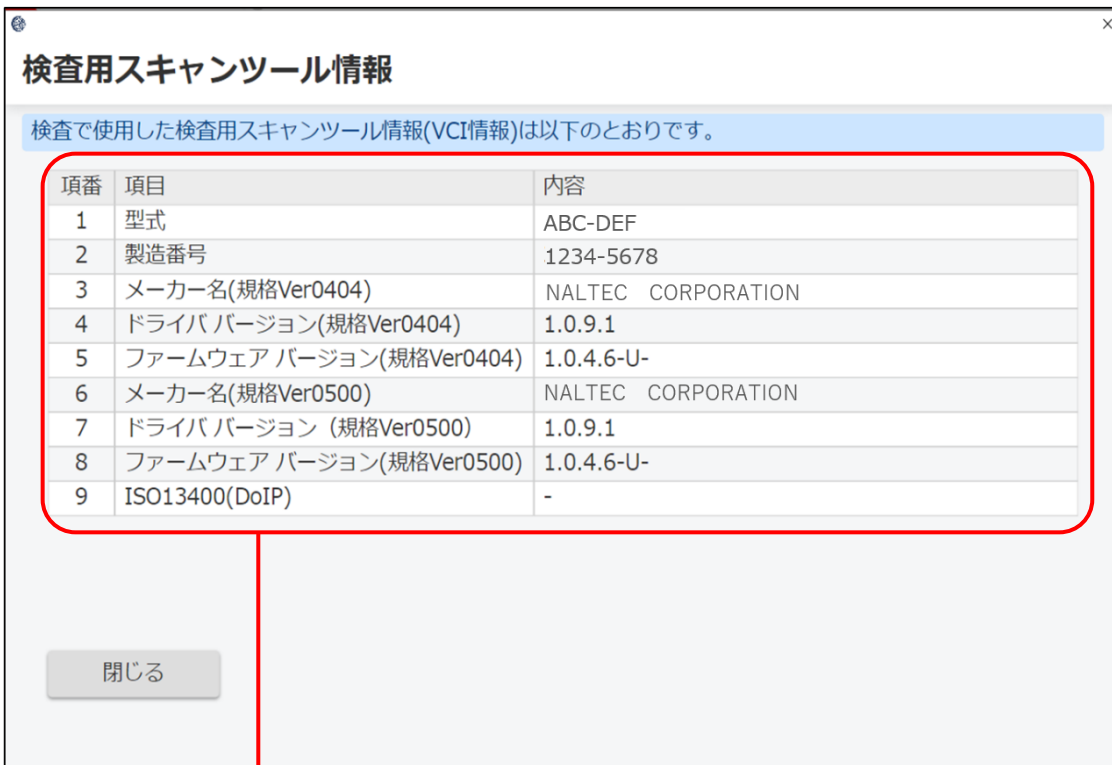 検査用スキャンツール情報
検査で使用した検査用スキャンツール情報(VCI情報)は以下のとおりです。
項番 項目 内容
1 型式 ABC-DEF
2 製造番号 1234-5678
3 メーカー名(規格Ver0404) NALTEC　CORPORATION
4 ドライバ バージョン(規格Ver0404) 1.0.9.1
5 ファームウェア バージョン(規格Ver0404) 1.0.4.6-U-
6 メーカー名(規格Ver0500) NALTEC　CORPORATION
7 ドライバ バージョン（規格Ver0500） 1.0.9.1
8 ファームウェア バージョン(規格Ver0500) 1.0.4.6-U-
9 ISO13400(DoIP) -
閉じる